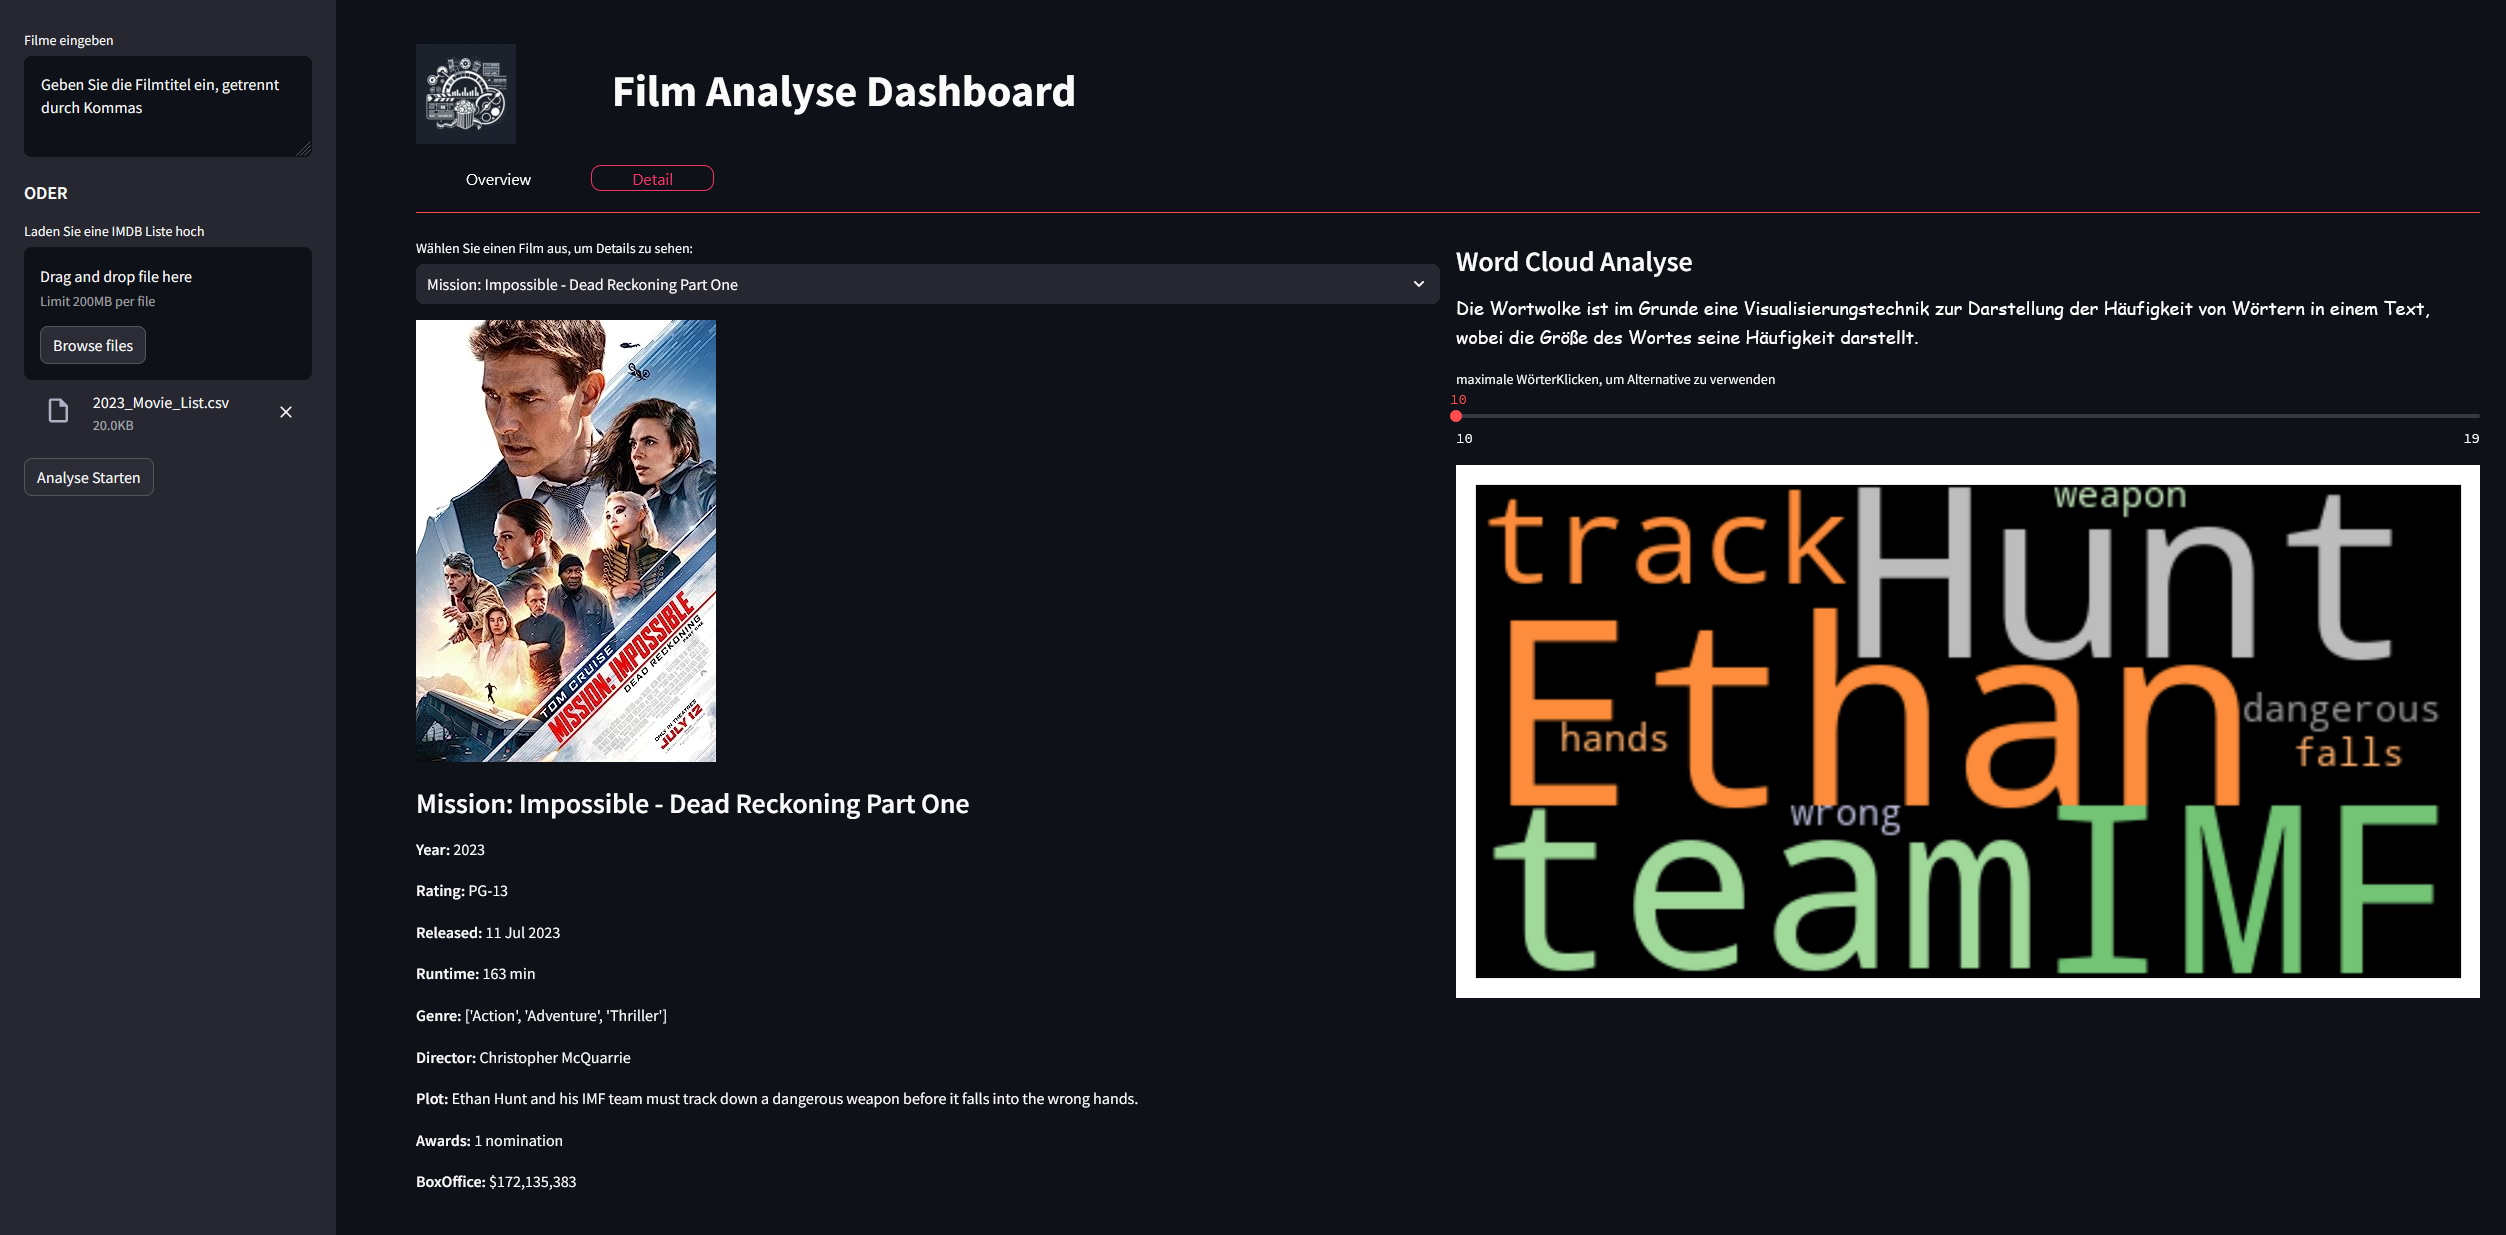 Filme eingeben
Geben Sie die Filmtitel ein, getrennt
durch Kommas
ODER
Laden Sie eine IMDB Liste hoch
Drag and drop file here
Limit 200MB per file
Browse files
2023_Movie_List.csv
20.0KB
Analyse Starten
Film Analyse Dashboard
Overview
Detail
Wählen Sie einen Film aus, um Details zu sehen:
Mission: Impossible - Dead Reckoning Part One
TOM CRUISE
MISSION: IMPOSSIBLE
DEAD RECKONING
PART ONE
ONLY IN THEATRES
JULY 12
Mission: Impossible - Dead Reckoning Part One
Year: 2023
Rating: PG-13
Released: 11 Jul 2023
Runtime: 163 min
Genre: ['Action', 'Adventure', 'Thriller']
Director: Christopher McQuarrie
Plot: Ethan Hunt and his IMF team must track down a dangerous weapon before it falls into the wrong hands.
Awards: 1 nomination
BoxOffice: $172,135,383
Word Cloud Analyse
Die Wortwolke ist im Grunde eine Visualisierungstechnik zur Darstellung der Häufigkeit von Wörtern in einem Text,
wobei die Größe des Wortes seine Häufigkeit darstellt.
maximale WörterKlicken, um Alternative zu verwenden
10
10 19
track
Hunt
weapon
Ethan
hands
dangerous
falls
wrong
team
IMF